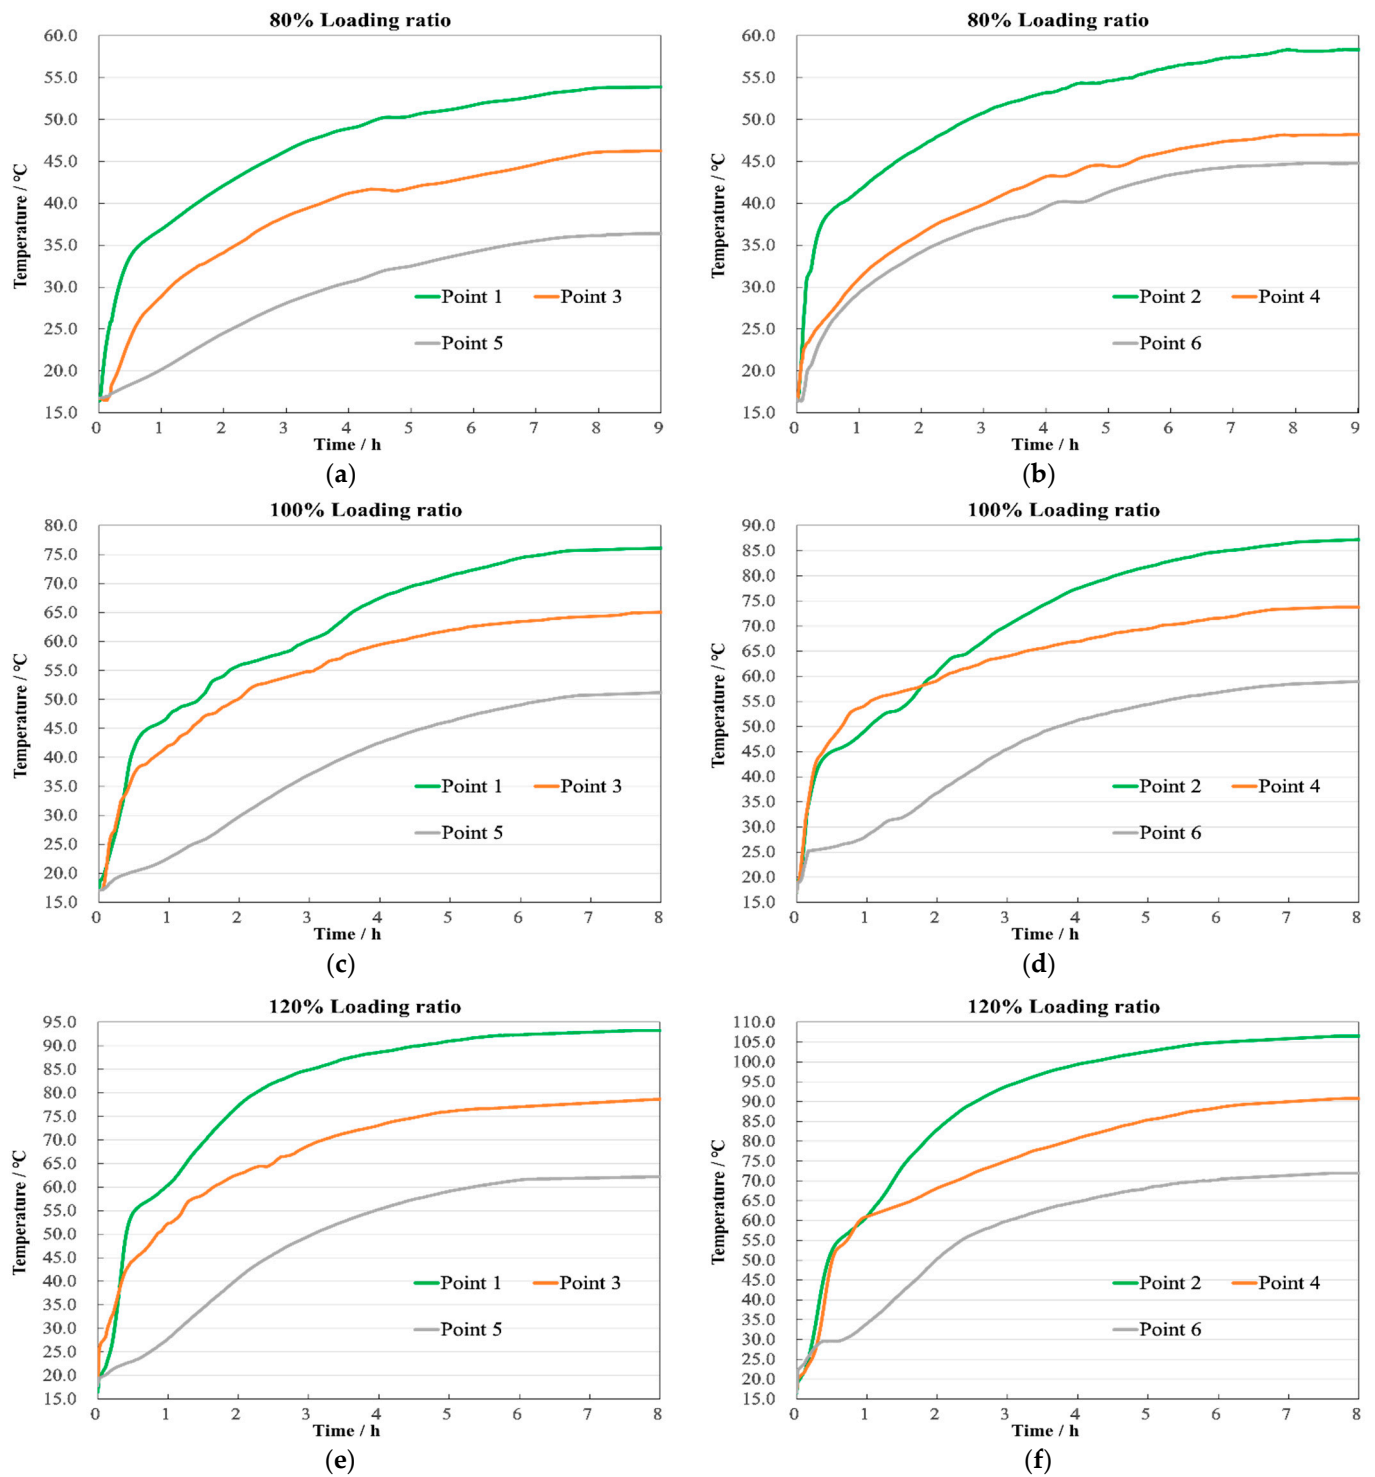 80% Loading ratio
60.0
55.0
50.0
45.0
40.0
35.0
30.0
25.0
20.0
15.0
Temperature / °C
Point 1 Point 3
Point 5
0 1 2 3 4 5 6 7 8 9
Time / h
(a)
80% Loading ratio
60.0
55.0
50.0
45.0
40.0
35.0
30.0
25.0
20.0
15.0
Temperature / °C
Point 2 Point 4
Point 6
0 1 2 3 4 5 6 7 8 9
Time / h
(b)
100% Loading ratio
80.0
75.0
70.0
65.0
60.0
55.0
50.0
45.0
40.0
35.0
30.0
25.0
20.0
15.0
Temperature / °C
Point 1 Point 3
Point 5
0 1 2 3 4 5 6 7 8
Time / h
(c)
100% Loading ratio
90.0
85.0
80.0
75.0
70.0
65.0
60.0
55.0
50.0
45.0
40.0
35.0
30.0
25.0
20.0
15.0
Temperature / °C
Point 2 Point 4
Point 6
0 1 2 3 4 5 6 7 8
Time / h
(d)
120% Loading ratio
95.0
90.0
85.0
80.0
75.0
70.0
65.0
60.0
55.0
50.0
45.0
40.0
35.0
30.0
25.0
20.0
15.0
Temperature / °C
Point 1 Point 3
Point 5
0 1 2 3 4 5 6 7 8
Time / h
(e)
120% Loading ratio
110.0
105.0
100.0
95.0
90.0
85.0
80.0
75.0
70.0
65.0
60.0
55.0
50.0
45.0
40.0
35.0
30.0
25.0
20.0
15.0
Temperature / °C
Point 2 Point 4
Point 6
0 1 2 3 4 5 6 7 8
Time / h
(f)